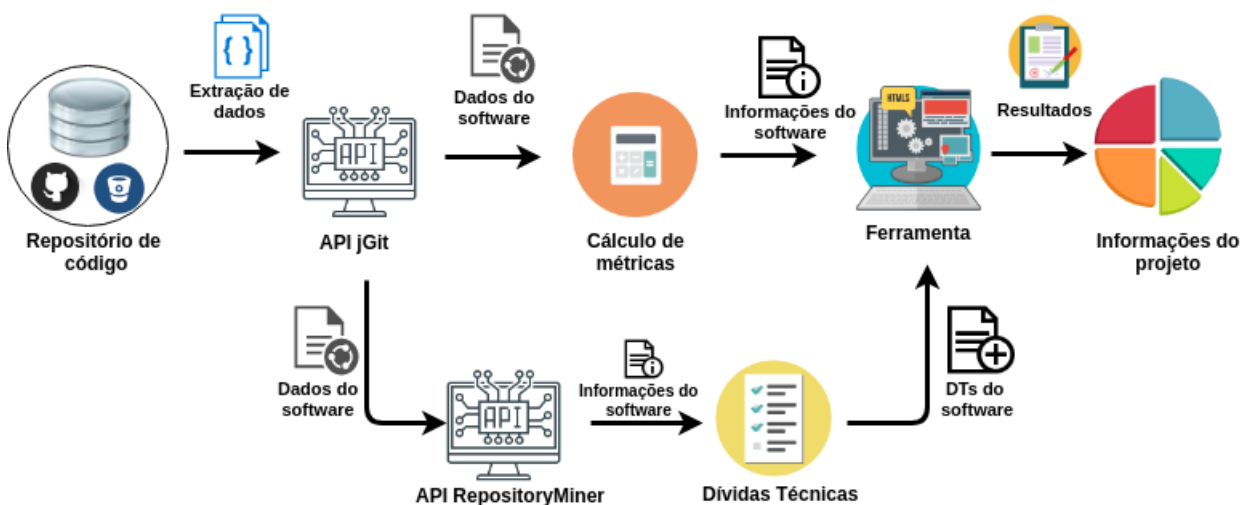 Extração de
dados
Dados do
software
Informações do
software
HTML5
Resultados
API
Repositório de
código
API jGit
Cálculo de
métricas
Ferramenta
Informações do
projeto
Dados do
software
Informações do
software
DTs do
software
API
API RepositoryMiner
Dívidas Técnicas